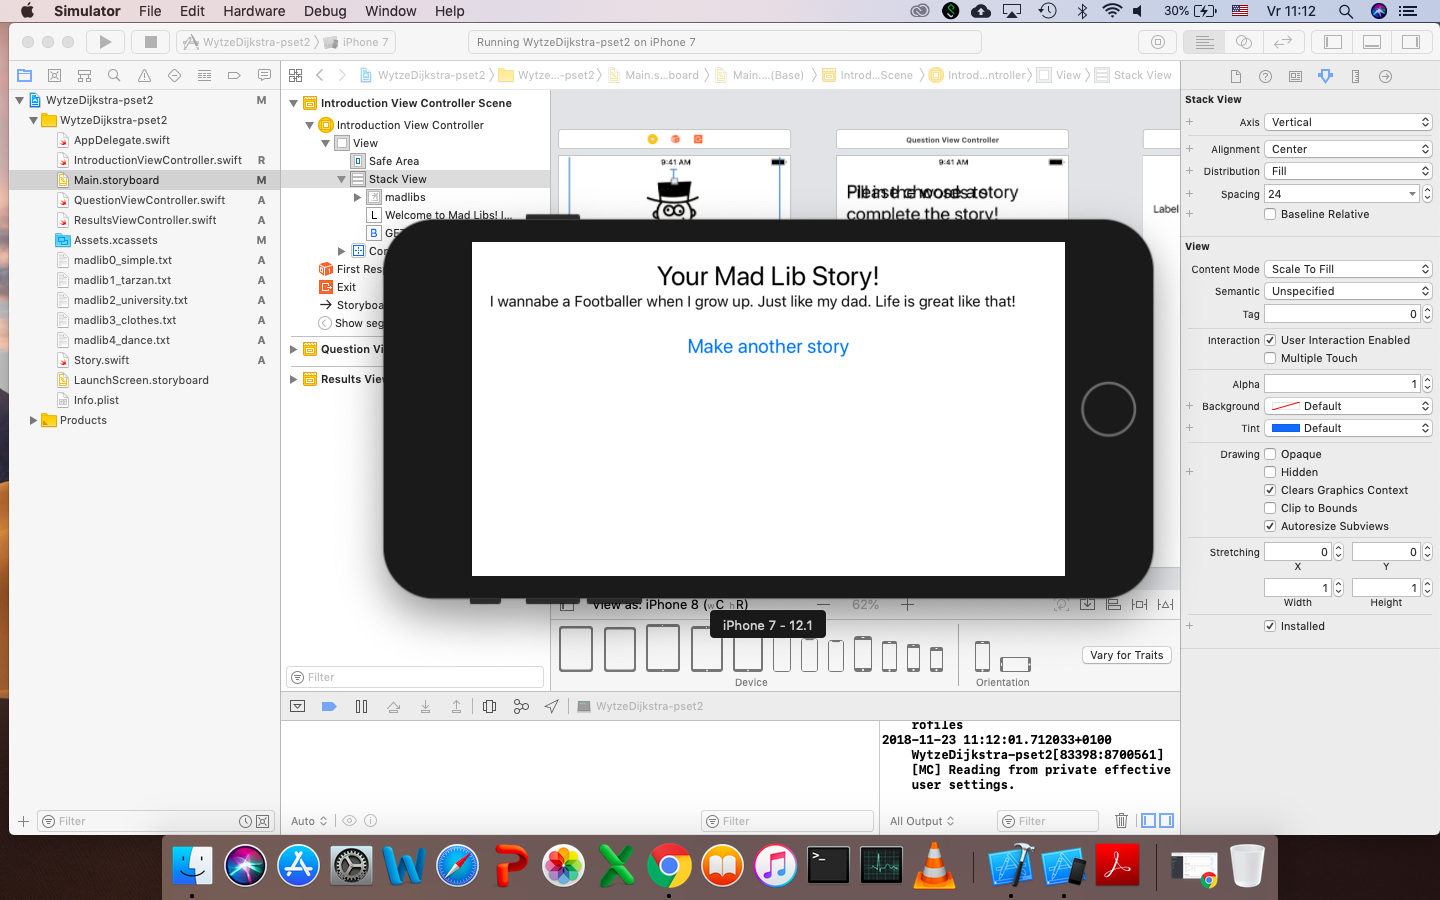 Simulator File Edit Hardware Debug Window Help 30% Vr 11:12
WytzeDijkstra-pset2 iPhone 7
Running WytzeDijkstra-pset2 on iPhone 7
WytzeDijkstra-pset2 M
WytzeDijkstra-pset2
AppDelegate.swift
IntroductionViewController.swift R
Main.storyboard M
QuestionViewController.swift A
ResultsViewController.swift A
Assets.xcassets M
madlib0_simple.txt A
madlib1_tarzan.txt A
madlib2_university.txt A
madlib3_clothes.txt A
madlib4_dance.txt A
Story.swift A
LaunchScreen.storyboard
Info.plist
Products
Filter
WytzeDijkstra-pset2 Wytze...-pset2 Main.s...board Main....(Base) Introd...Scene Introd...ntroller View Stack View
Introduction View Controller Scene
Introduction View Controller
View
Safe Area
Stack View
madlibs
L Welcome to Mad Libs! I...
B GE
Cor
First Res
Exit
Storyboa
Show seg
Question Vi
Results View
Filter
9:41 AM
Question View Controller
9:41 AM
complete the story!
Label
Your Mad Lib Story!
I wannabe a Footballer when I grow up. Just like my dad. Life is great like that!
Make another story
View as: iPhone 8 (wC hR) 62%
iPhone 7 - 12.1
Device
Orientation
Vary for Traits
WytzeDijkstra-pset2
rofiles
2018-11-23 11:12:01.712033+0100
WytzeDijkstra-pset2[83398:8700561]
[MC] Reading from private effective
user settings.
Auto
Filter
All Output
Filter
Stack View
Axis Vertical
Alignment Center
Distribution Fill
Spacing 24
Baseline Relative
View
Content Mode Scale To Fill
Semantic Unspecified
Tag 0
Interaction User Interaction Enabled
Multiple Touch
Alpha 1
Background Default
Tint Default
Drawing Opaque
Hidden
Clears Graphics Context
Clip to Bounds
Autoresize Subviews
Stretching 0 0
X Y
1 1
Width Height
Installed